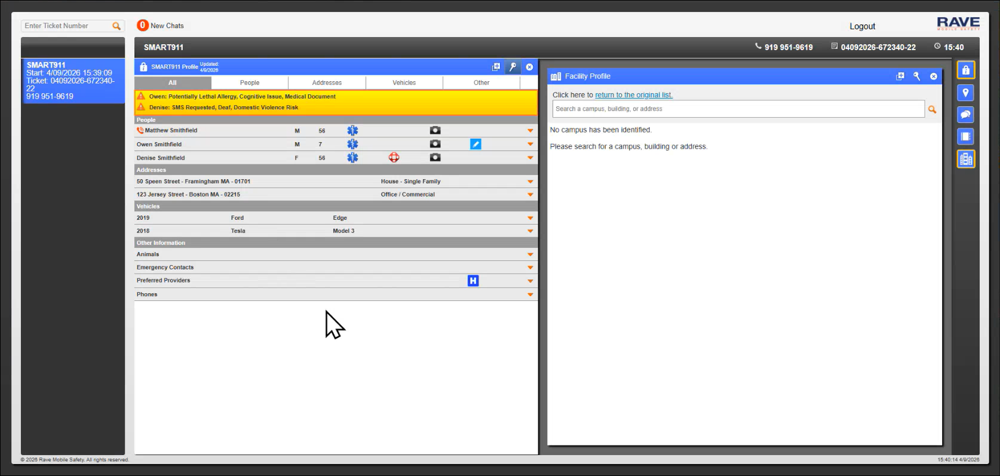 Enter Ticket Number
0 New Chats
Logout
RAVE
MOBILE SAFETY
SMART911
919 951-9619
04092026-672340-22
15:40
SMART911
Start: 4/09/2026 15:39:09
Ticket: 04092026-672340-
22
919 951-9619
SMART911 Profile
Updated:
4/9/2026
All
People
Addresses
Vehicles
Other
Owen: Potentially Lethal Allergy, Cognitive Issue, Medical Document
Denise: SMS Requested, Deaf, Domestic Violence Risk
People
Matthew Smithfield M 56
Owen Smithfield M 7
Denise Smithfield F 56
Addresses
50 Speen Street - Framingham MA - 01701 House - Single Family
123 Jersey Street - Boston MA - 02215 Office / Commercial
Vehicles
2019 Ford Edge
2018 Tesla Model 3
Other Information
Animals
Emergency Contacts
Preferred Providers H
Phones
Facility Profile
Click here to return to the original list.
Search a campus, building, or address
No campus has been identified.
Please search for a campus, building or address.
© 2026 Rave Mobile Safety. All rights reserved.
15:40:14 4/9/2026